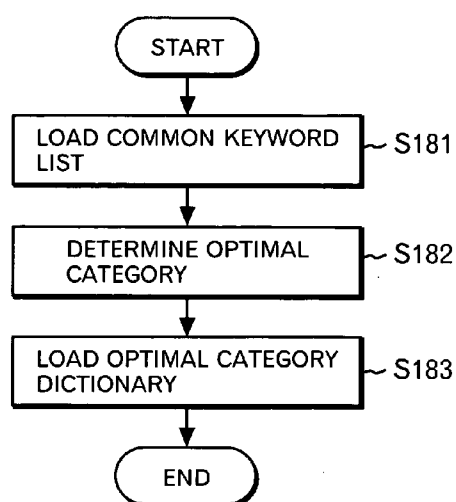 START
LOAD COMMON KEYWORD
LIST
S181
DETERMINE OPTIMAL
CATEGORY
S182
LOAD OPTIMAL CATEGORY
DICTIONARY
S183
END